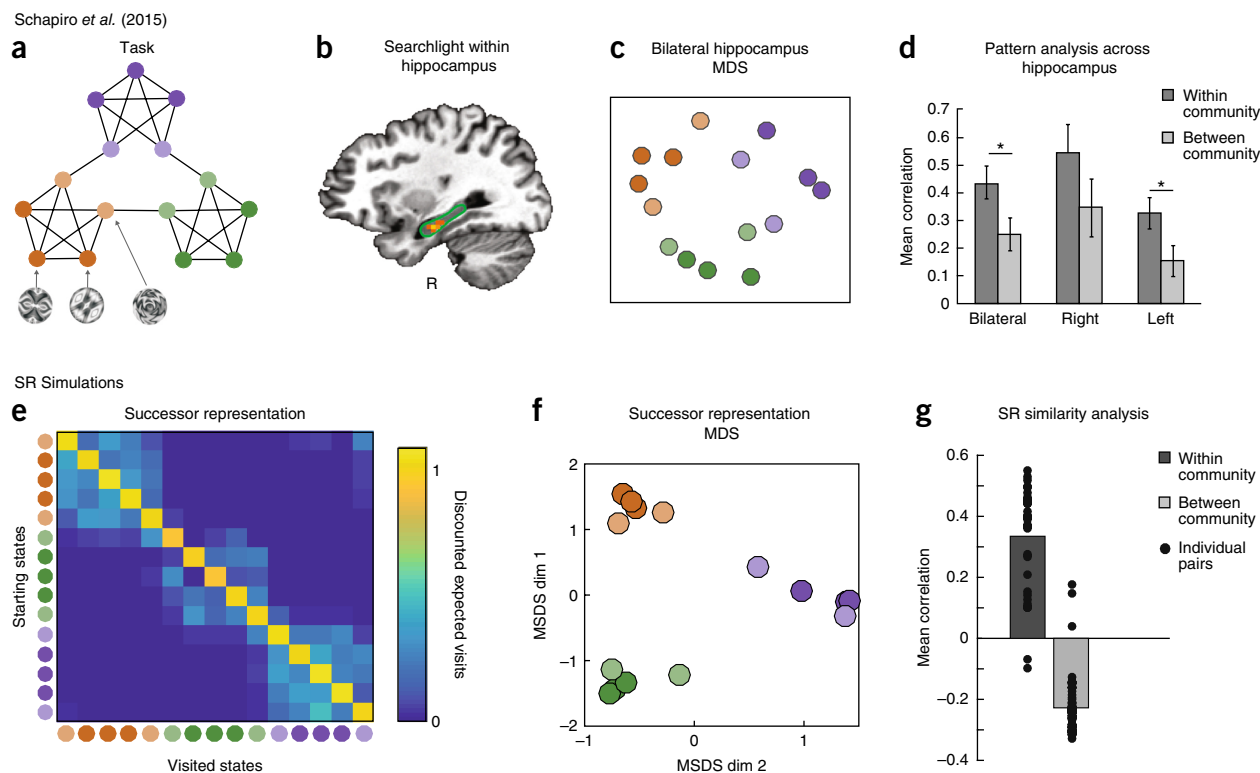 Schapiro et al. (2015)
a
Task
b
Searchlight within
hippocampus
R
c
Bilateral hippocampus
MDS
d
Pattern analysis across
hippocampus
Within
community
Between
community
Mean correlation
0.7
0.6
0.5
0.4
0.3
0.2
0.1
0
*
*
Bilateral
Right
Left
SR Simulations
e
Successor representation
Starting states
Visited states
1
0
Discounted expected visits
f
Successor representation
MDS
MSDS dim 1
2
1
0
–1
–2
–1
0
1
MSDS dim 2
g
SR similarity analysis
Within
community
Between
community
Individual
pairs
Mean correlation
0.6
0.4
0.2
0
–0.2
–0.4